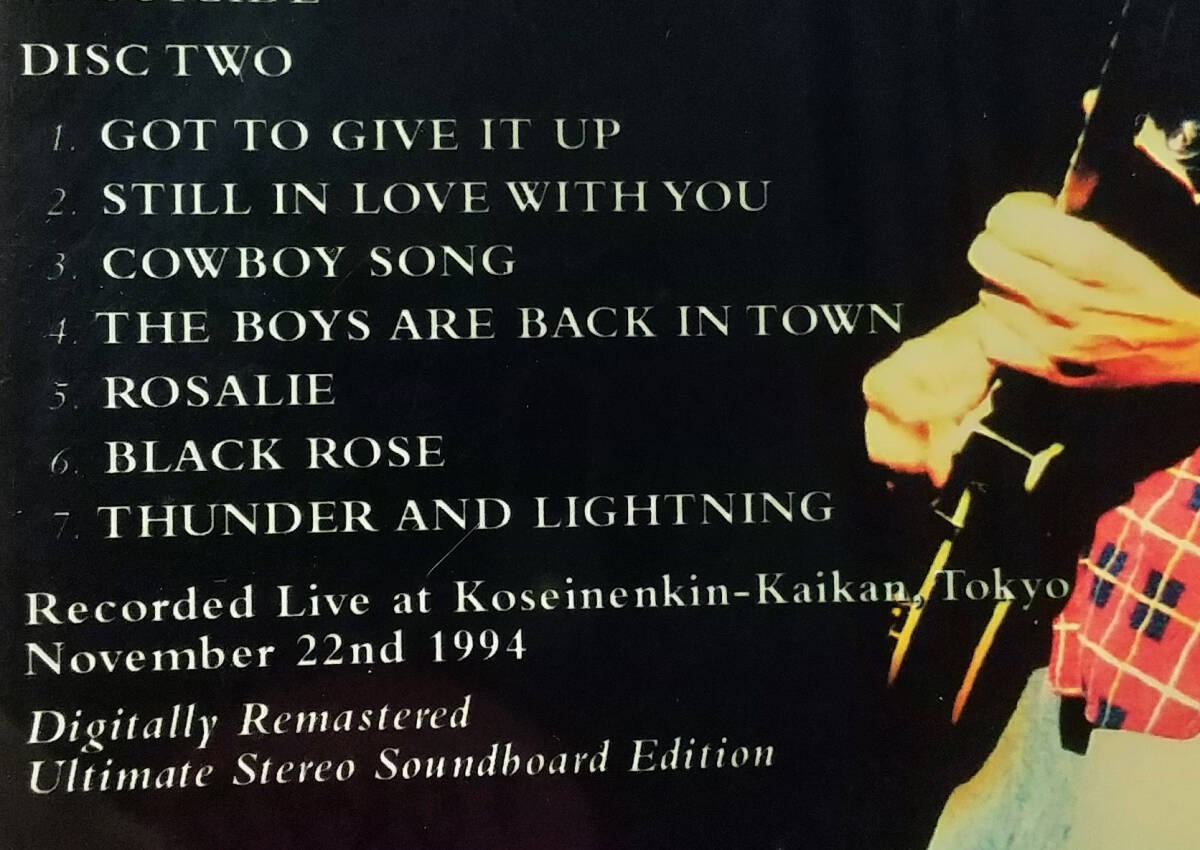 DISC TWO
1. GOT TO GIVE IT UP
2. STILL IN LOVE WITH YOU
3. COWBOY SONG
4. THE BOYS ARE BACK IN TOWN
5. ROSALIE
6. BLACK ROSE
7. THUNDER AND LIGHTNING
Recorded Live at Koseinenkin-Kaikan, Tokyo
November 22nd 1994
Digitally Remastered
Ultimate Stereo Soundboard Edition